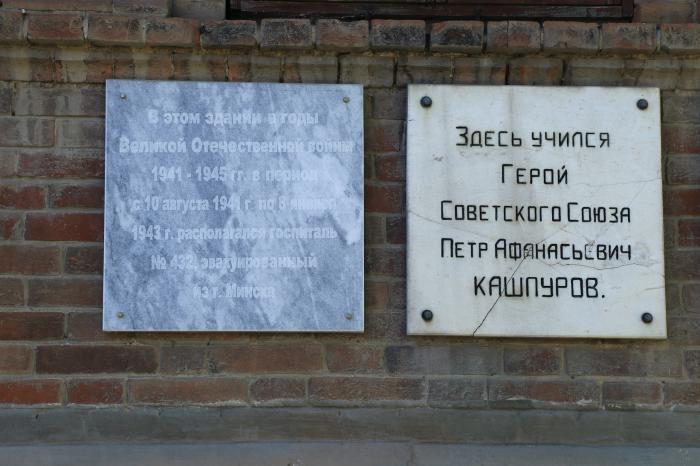 В этом здании в годы
Великой Отечественной войны
1941 - 1945 гг. в период
с 10 августа 1941 г. по 8 января
1943 г. располагался госпиталь
№ 432, эвакуированный
из г. Минска
Здесь учился
Герой
Советского Союза
Петр Афанасьевич
КАШПУРОВ.